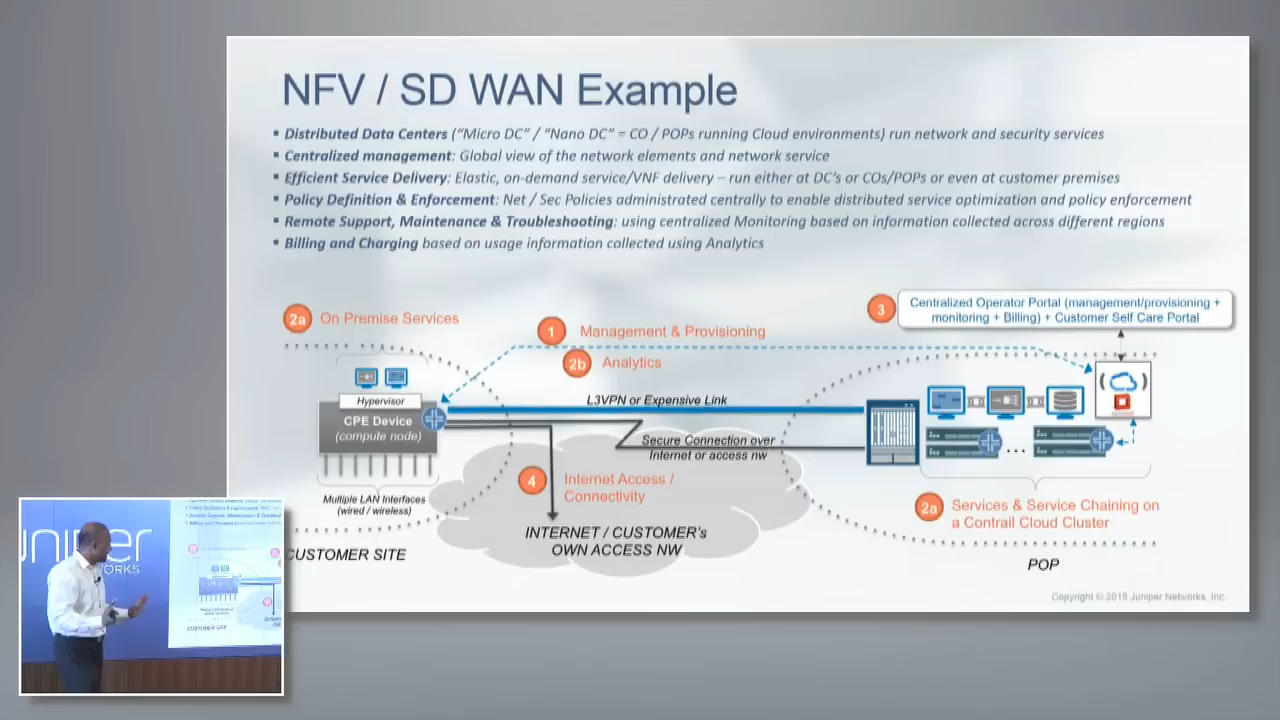 NFV / SD WAN Example
▪ Distributed Data Centers (“Micro DC” / “Nano DC” = CO / POPs running Cloud environments) run network and security services
▪ Centralized management: Global view of the network elements and network service
▪ Efficient Service Delivery: Elastic, on-demand service/VNF delivery – run either at DC's or COs/POPs or even at customer premises
▪ Policy Definition & Enforcement: Net / Sec Policies administrated centrally to enable distributed service optimization and policy enforcement
▪ Remote Support, Maintenance & Troubleshooting: using centralized Monitoring based on information collected across different regions
▪ Billing and Charging based on usage information collected using Analytics
3
Centralized Operator Portal (management/provisioning +
monitoring + Billing) + Customer Self Care Portal
2a On Premise Services
1 Management & Provisioning
2b Analytics
Hypervisor
CPE Device
(compute node)
L3VPN or Expensive Link
Secure Connection over
Internet or access nw
...
4 Internet Access /
Connectivity
Multiple LAN Interfaces
(wired / wireless)
2a Services & Service Chaining on
a Contrail Cloud Cluster
INTERNET / CUSTOMER's
OWN ACCESS NW
CUSTOMER SITE
POP
Copyright © 2015 Juniper Networks, Inc.
CUSTOMER SITE